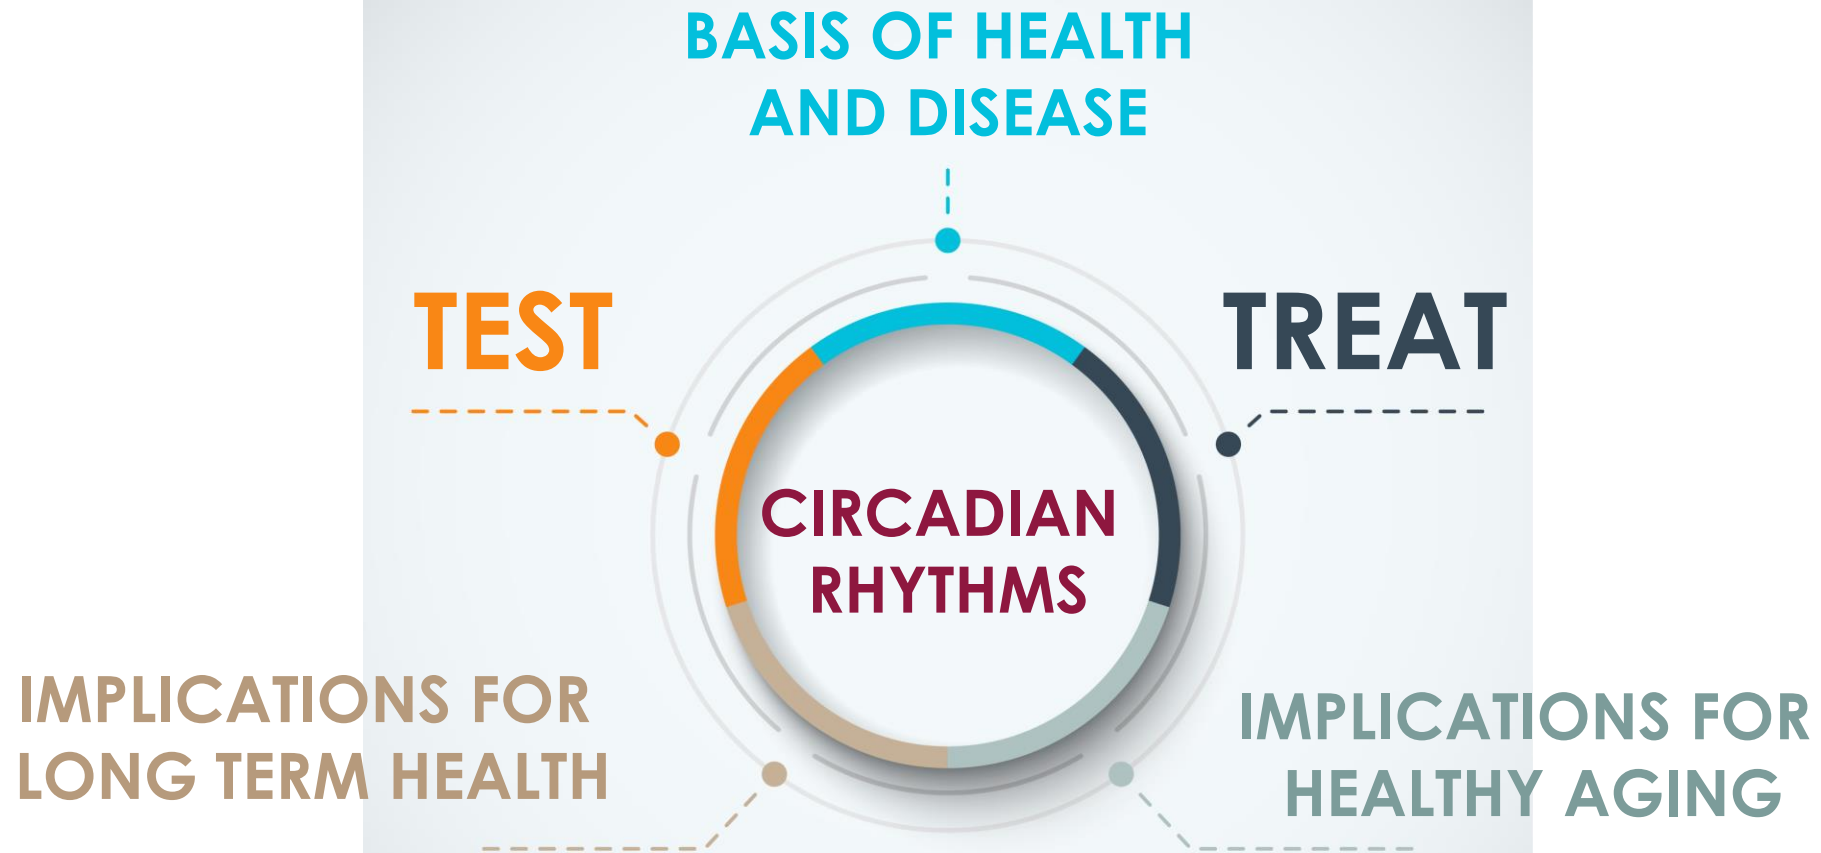 BASIS OF HEALTH
AND DISEASE
TEST
TREAT
CIRCADIAN
RHYTHMS
IMPLICATIONS FOR
LONG TERM HEALTH
IMPLICATIONS FOR
HEALTHY AGING